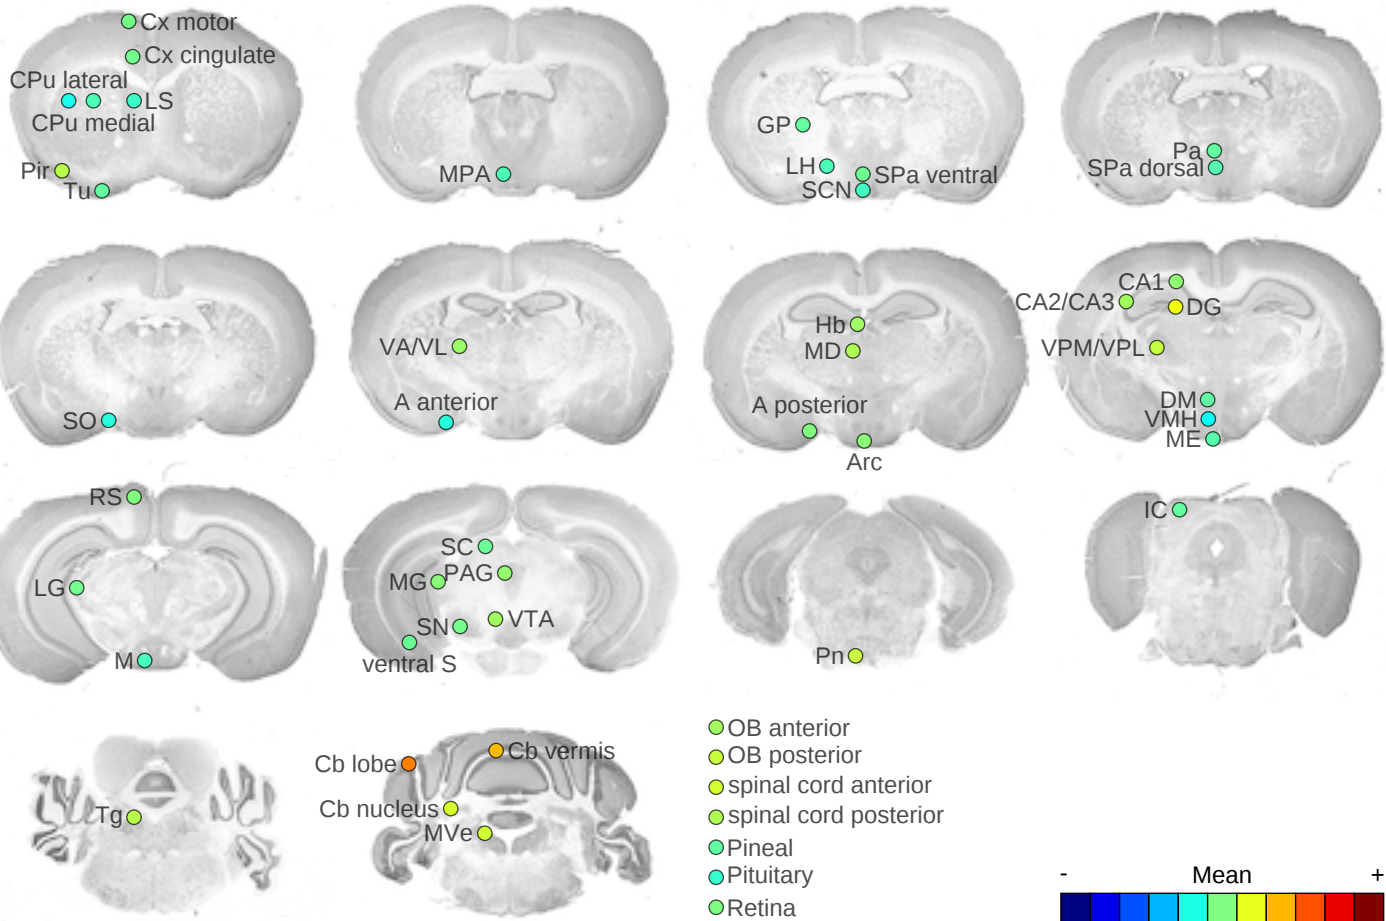 Cx motor
Cx cingulate
CPu lateral
LS
CPu medial
Pir
Tu
MPA
GP
LH
SPa ventral
SCN
Pa
SPa dorsal
SO
VA/VL
A anterior
Hb
MD
A posterior
Arc
CA1
CA2/CA3
DG
VPM/VPL
DM
VMH
ME
RS
LG
M
SC
MG
PAG
SN
VTA
ventral S
Pn
IC
Tg
Cb lobe
Cb vermis
Cb nucleus
MVe
OB anterior
OB posterior
spinal cord anterior
spinal cord posterior
Pineal
Pituitary
Retina
- Mean +